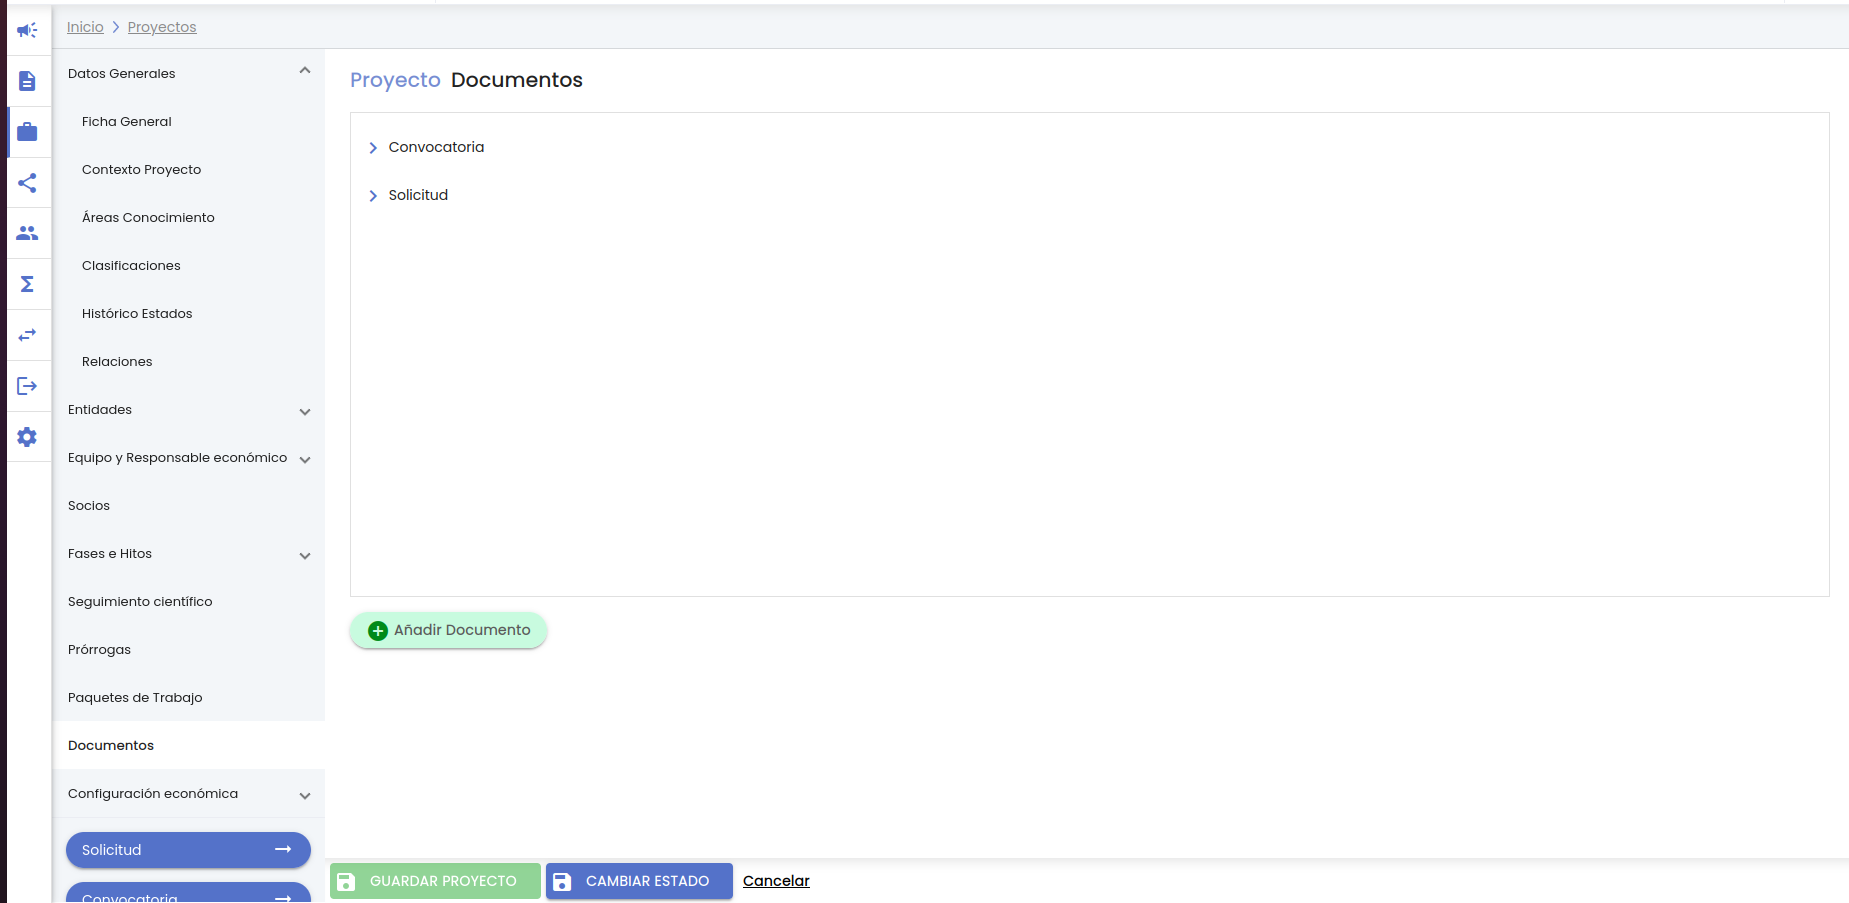 Inicio > Proyectos
Datos Generales
Ficha General
Contexto Proyecto
Áreas Conocimiento
Clasificaciones
Histórico Estados
Relaciones
Entidades
Equipo y Responsable económico
Socios
Fases e Hitos
Seguimiento científico
Prórrogas
Paquetes de Trabajo
Documentos
Configuración económica
Solicitud
Convocatoria
Proyecto Documentos
Convocatoria
Solicitud
Añadir Documento
GUARDAR PROYECTO
CAMBIAR ESTADO
Cancelar